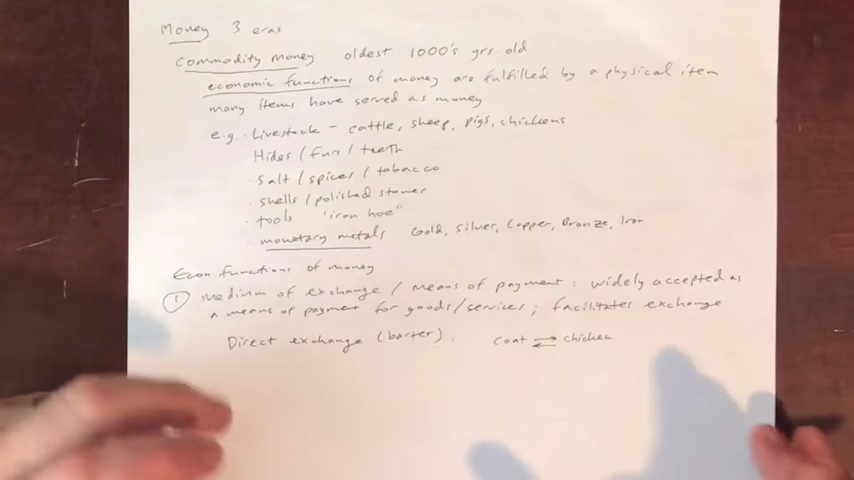 Money 3 eras
Commodity money oldest 1000's yrs. old
economic functions of money are fulfilled by a physical item
many items have served as money
e.g. · Livestock - cattle, sheep, pigs, chickens
Hides / furs / teeth
Salt / spices / tobacco
· shells / polished stones
· tools "iron hoe"
· monetary metals Gold, Silver, Copper, Bronze, Iron
Econ. functions of money
① Medium of exchange / means of payment : widely accepted as
a means of payment for goods/services ; facilitates exchange
Direct exchange (barter) . coat ⇄ chicken